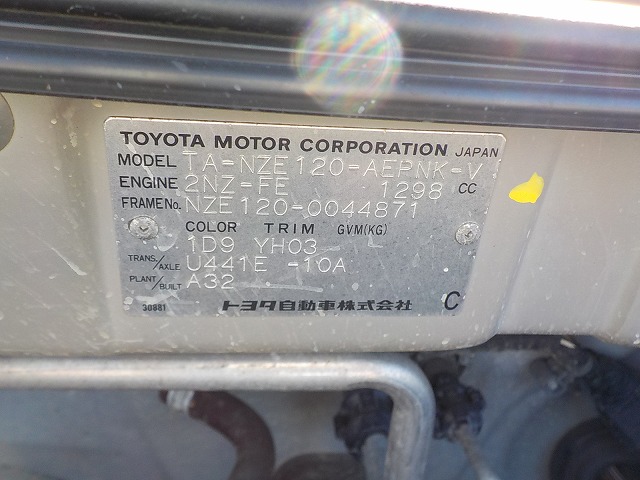 TOYOTA MOTOR CORPORATION JAPAN
MODEL TA-NZE120-AEPNK-V
ENGINE 2NZ-FE 1298 CC
FRAME No. NZE120-0044871
COLOR TRIM GVM(KG)
1D9 YH03
TRANS./AXLE U441E -10A
PLANT/BUILT A32
30881 トヨタ自動車株式会社 C